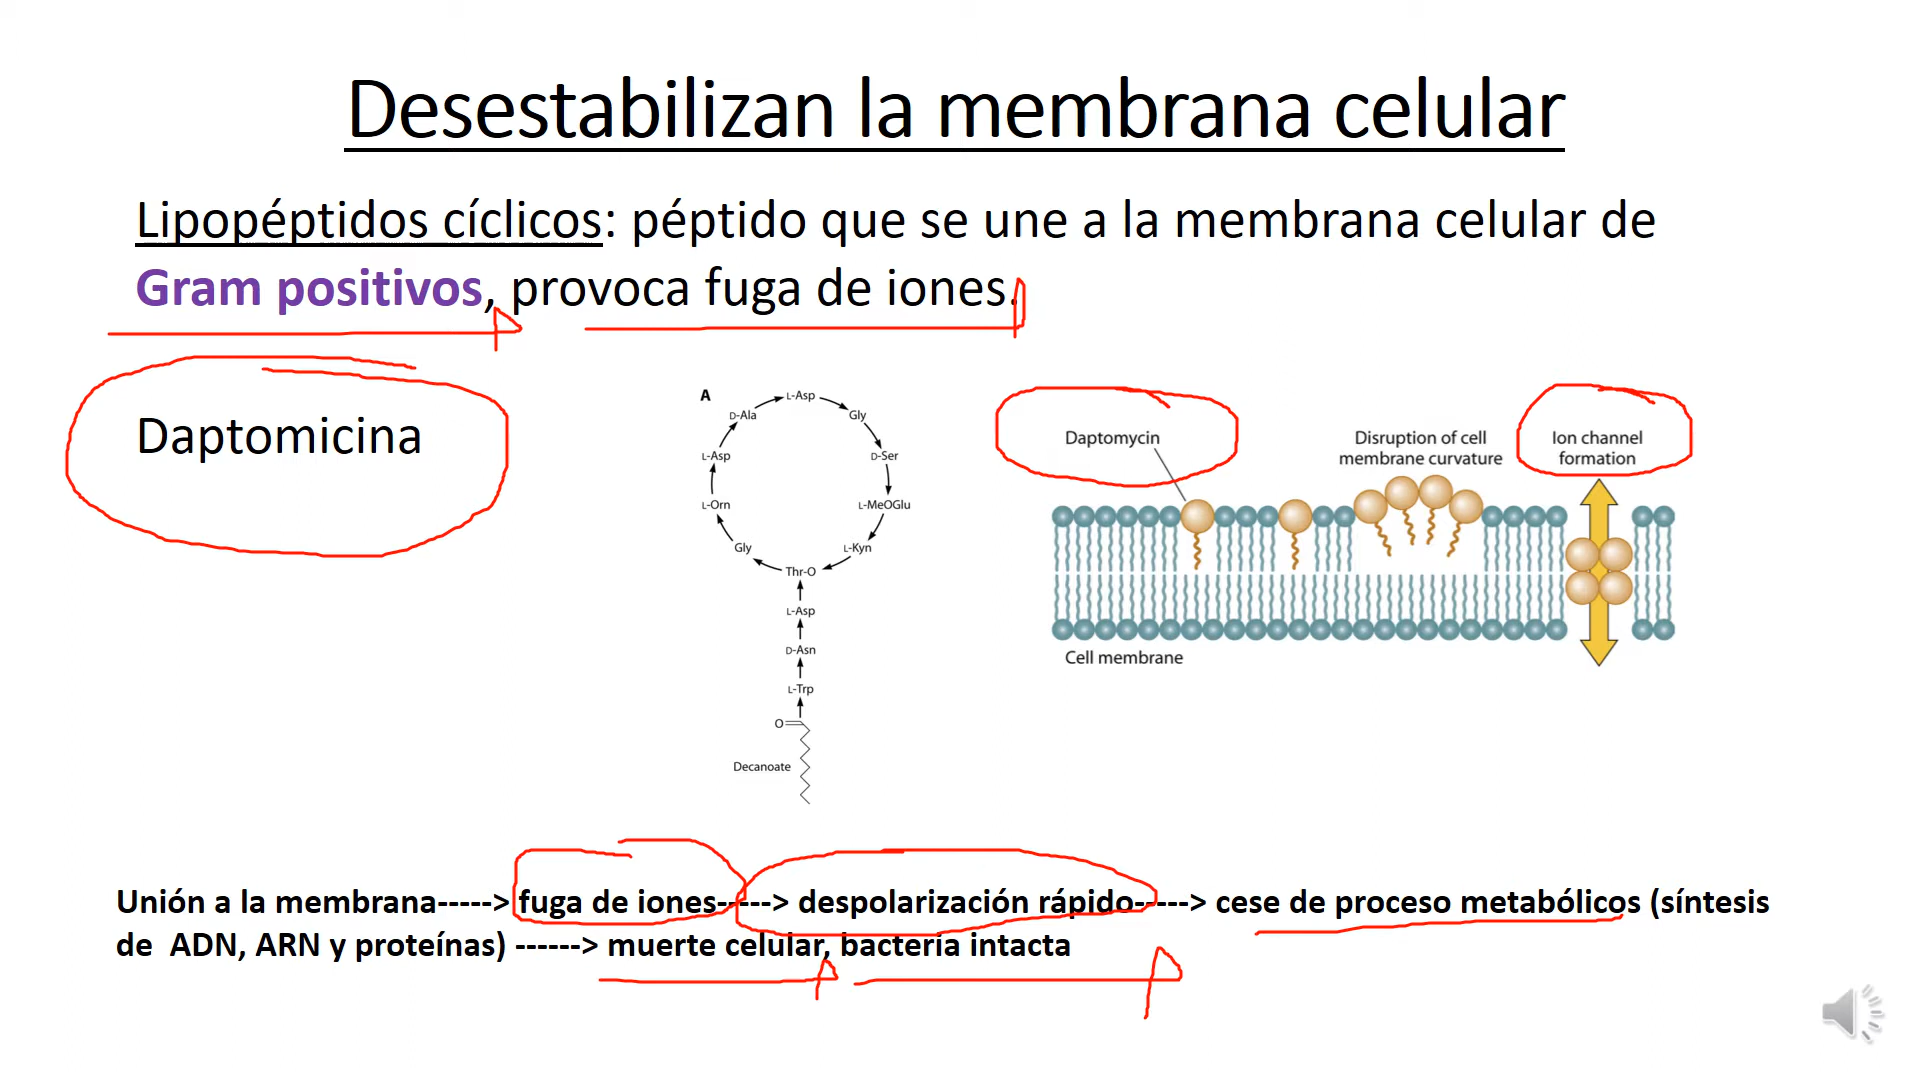 Desestabilizan la membrana celular
Lipopéptidos cíclicos: péptido que se une a la membrana celular de
Gram positivos, provoca fuga de iones.
Daptomicina
A
L-Asp
Gly
D-Ser
L-MeOGlu
L-Kyn
Thr-O
Gly
L-Orn
L-Asp
D-Ala
L-Asp
D-Asn
L-Trp
O
Decanoate
Daptomycin
Disruption of cell
membrane curvature
Ion channel
formation
Cell membrane
Unión a la membrana-----> fuga de iones-----> despolarización rápido-----> cese de proceso metabólicos (síntesis
de  ADN, ARN y proteínas) ------> muerte celular, bactería intacta